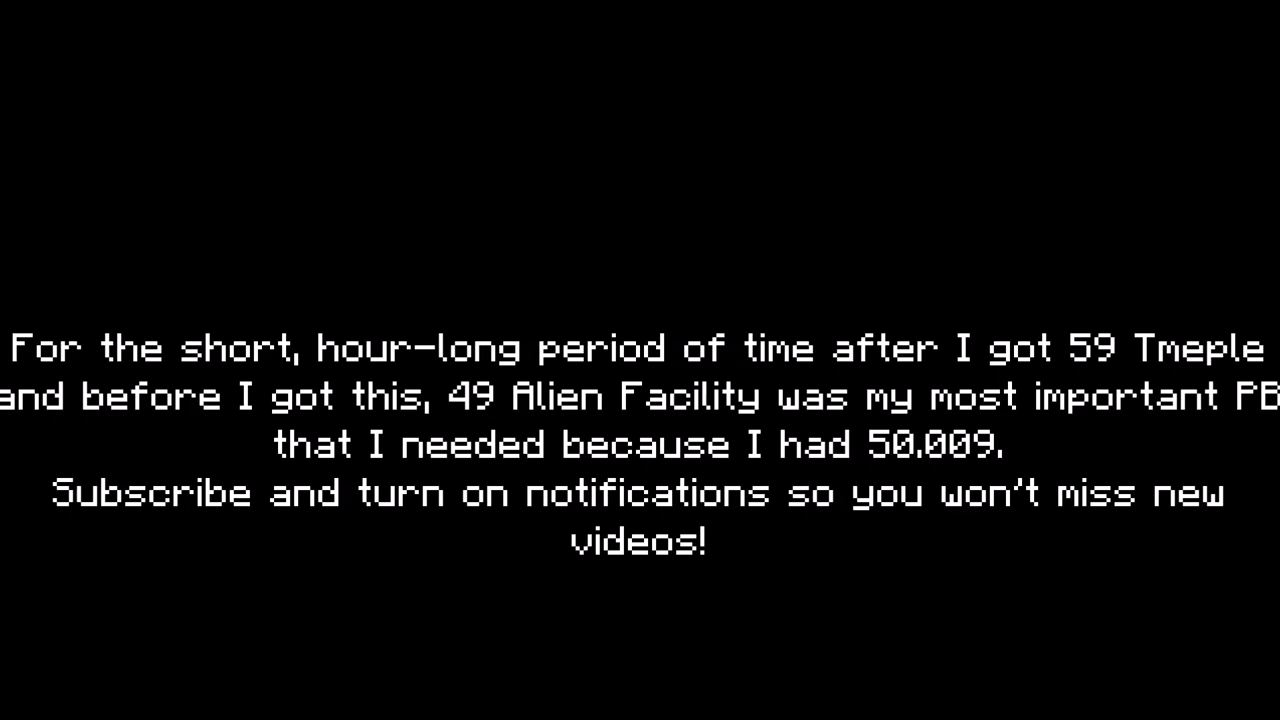 For the short, hour-long period of time after I got 59 Tmeple
and before I got this, 49 Alien Facility was my most important PB
that I needed because I had 50.009.
Subscribe and turn on notifications so you won't miss new
videos!